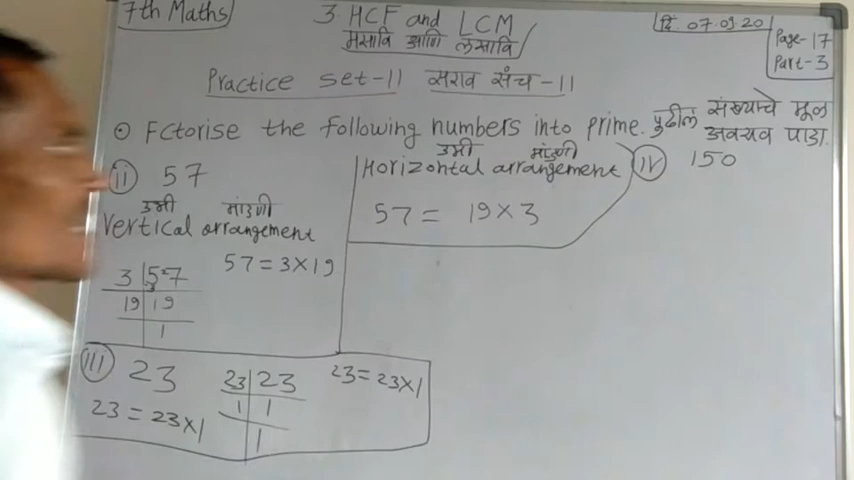 7th Maths
3. HCF and LCM
मसावि आणि लसावि
दि. 07.09.20
Page-17
Part-3
Practice set-11 सराव संच-11
⊙ FCtorise the following numbers into prime. पुढील संख्याचे मूळ
अवयव पाडा.
(ii) 57
उभी मांडणी
Vertical arrangement
57 = 3×19
3 | 57
19 | 19
1
उभी मांडणी
Horizontal arrangement
57 = 19×3
(iv) 150
(iii) 23
23 = 23×1
23 | 23
1 | 1
1
23 = 23×1